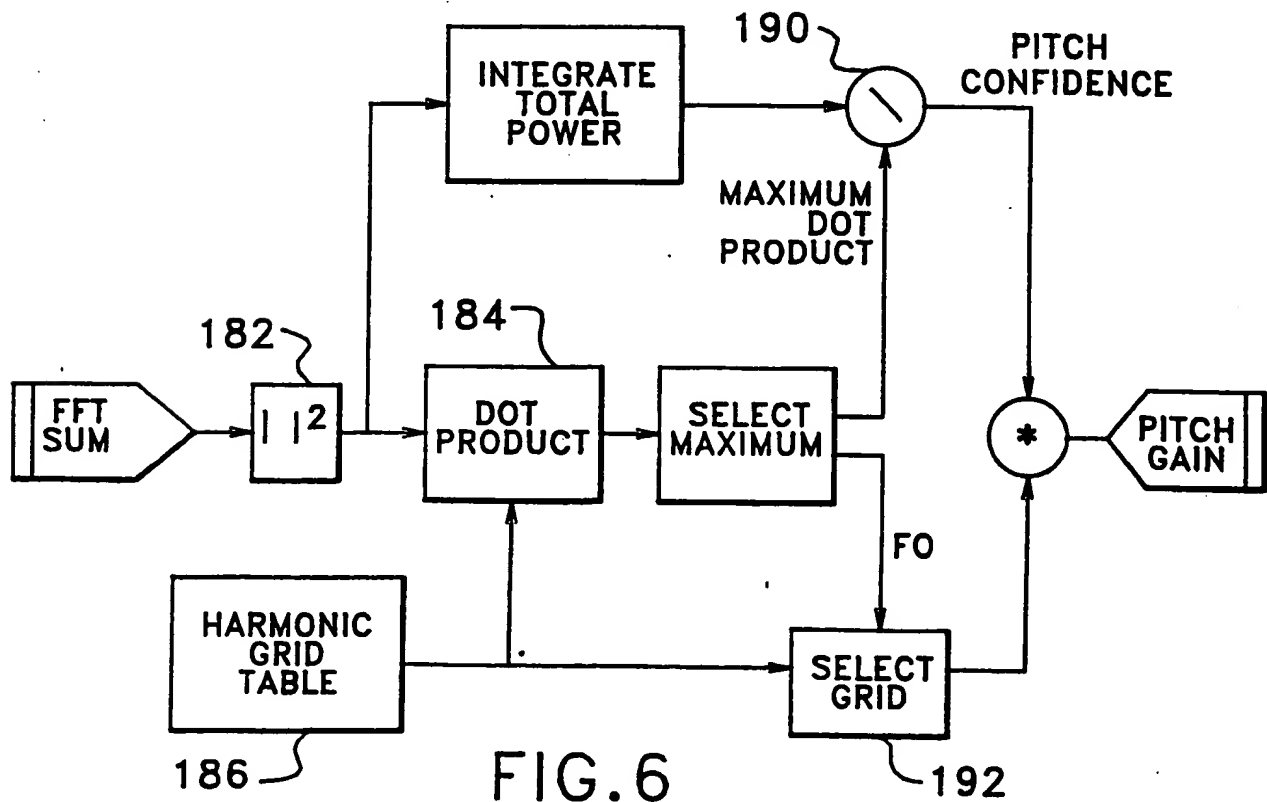 190
PITCH
CONFIDENCE
INTEGRATE
TOTAL
POWER
\
MAXIMUM
DOT
PRODUCT
182
184
FFT
SUM
| |²
DOT
PRODUCT
SELECT
MAXIMUM
*
PITCH
GAIN
FO
HARMONIC
GRID
TABLE
SELECT
GRID
186
192
FIG.6